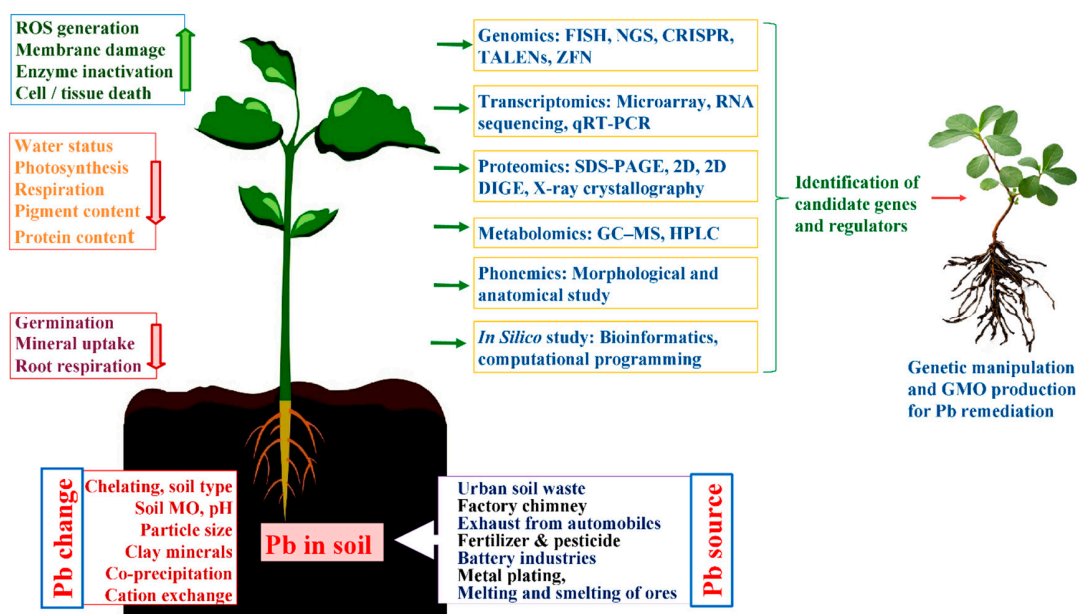 ROS generation
Membrane damage
Enzyme inactivation
Cell / tissue death
Water status
Photosynthesis
Respiration
Pigment content
Protein content
Germination
Mineral uptake
Root respiration
Genomics: FISH, NGS, CRISPR,
TALENs, ZFN
Transcriptomics: Microarray, RNA
sequencing, qRT-PCR
Proteomics: SDS-PAGE, 2D, 2D
DIGE, X-ray crystallography
Metabolomics: GC–MS, HPLC
Phonemics: Morphological and
anatomical study
In Silico study: Bioinformatics,
computational programming
Identification of
candidate genes
and regulators
Genetic manipulation
and GMO production
for Pb remediation
Pb change
Chelating, soil type
Soil MO, pH
Particle size
Clay minerals
Co-precipitation
Cation exchange
Pb in soil
Urban soil waste
Factory chimney
Exhaust from automobiles
Fertilizer & pesticide
Battery industries
Metal plating,
Melting and smelting of ores
Pb source